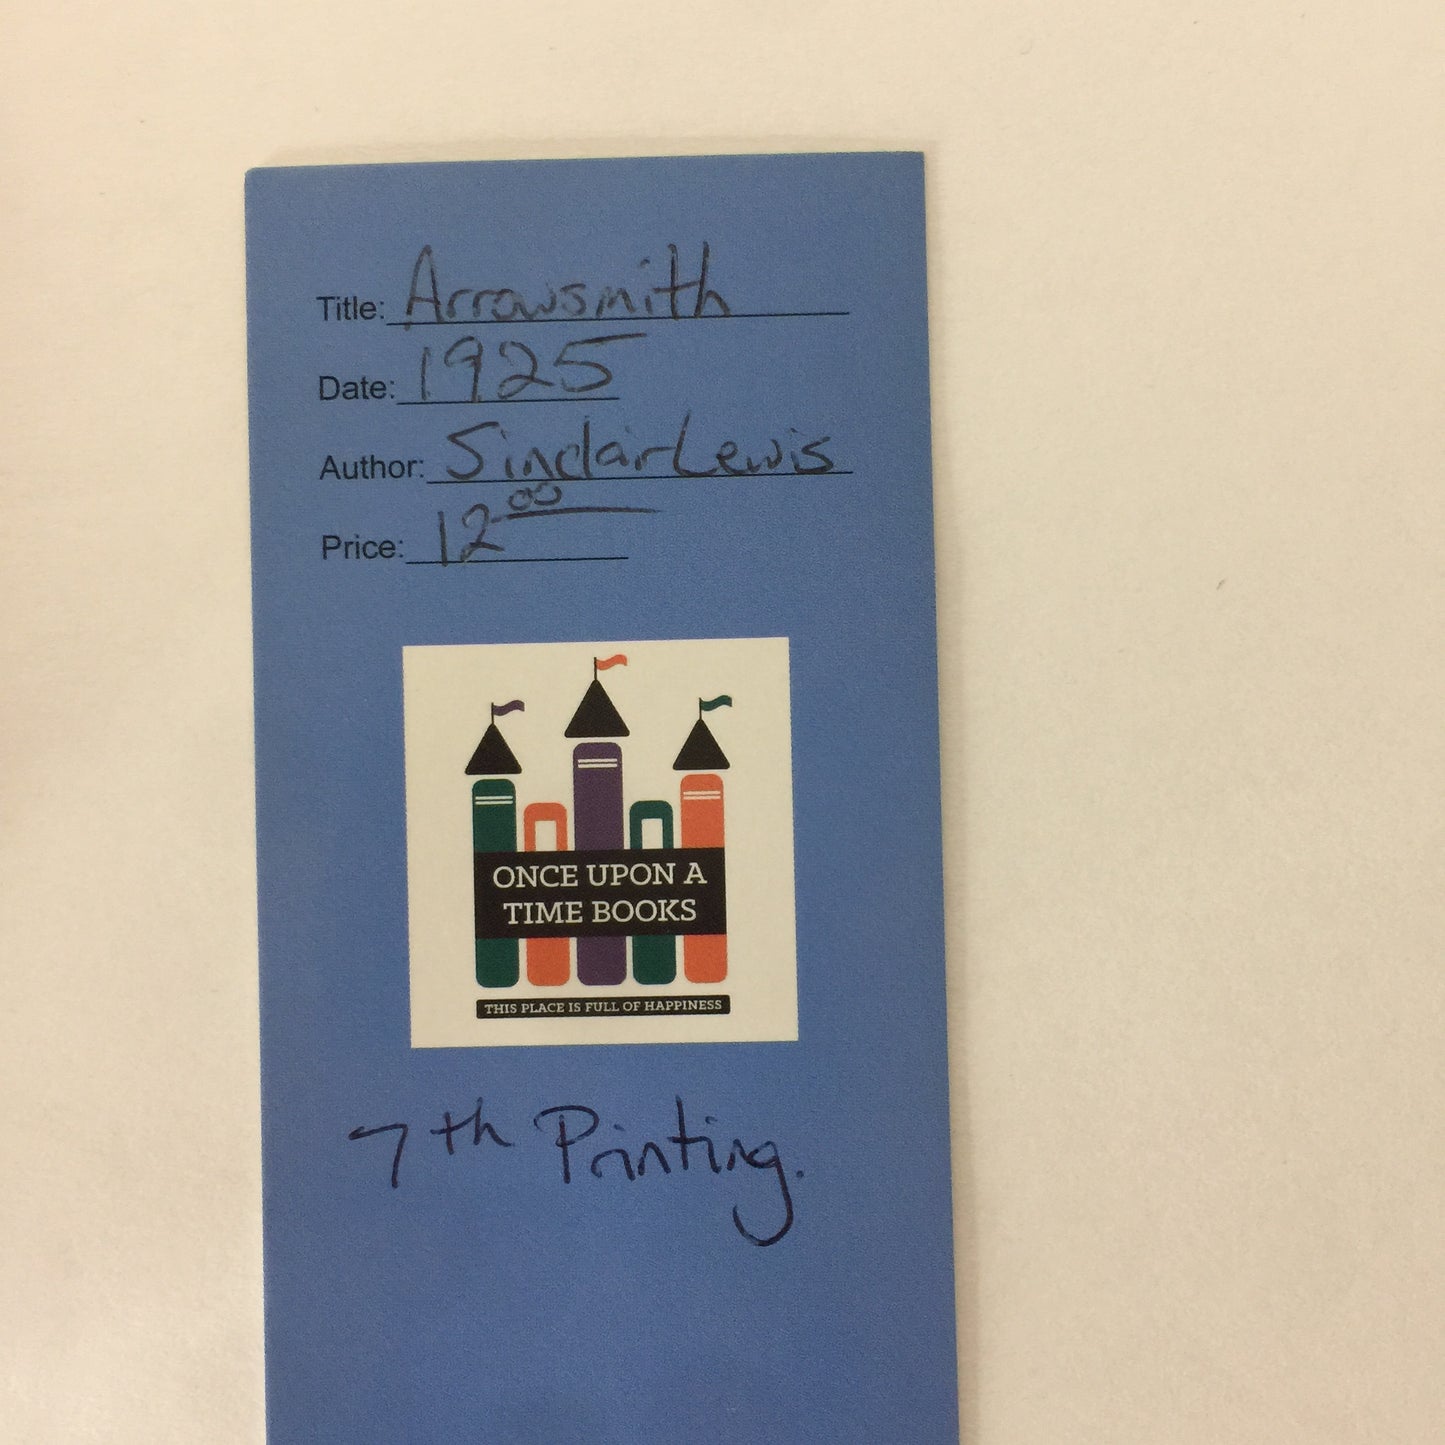 Title: Arrowsmith
Date: 1925
Author: Sinclair Lewis
Price: 12 00
ONCE UPON A
TIME BOOKS
THIS PLACE IS FULL OF HAPPINESS
7th Printing.